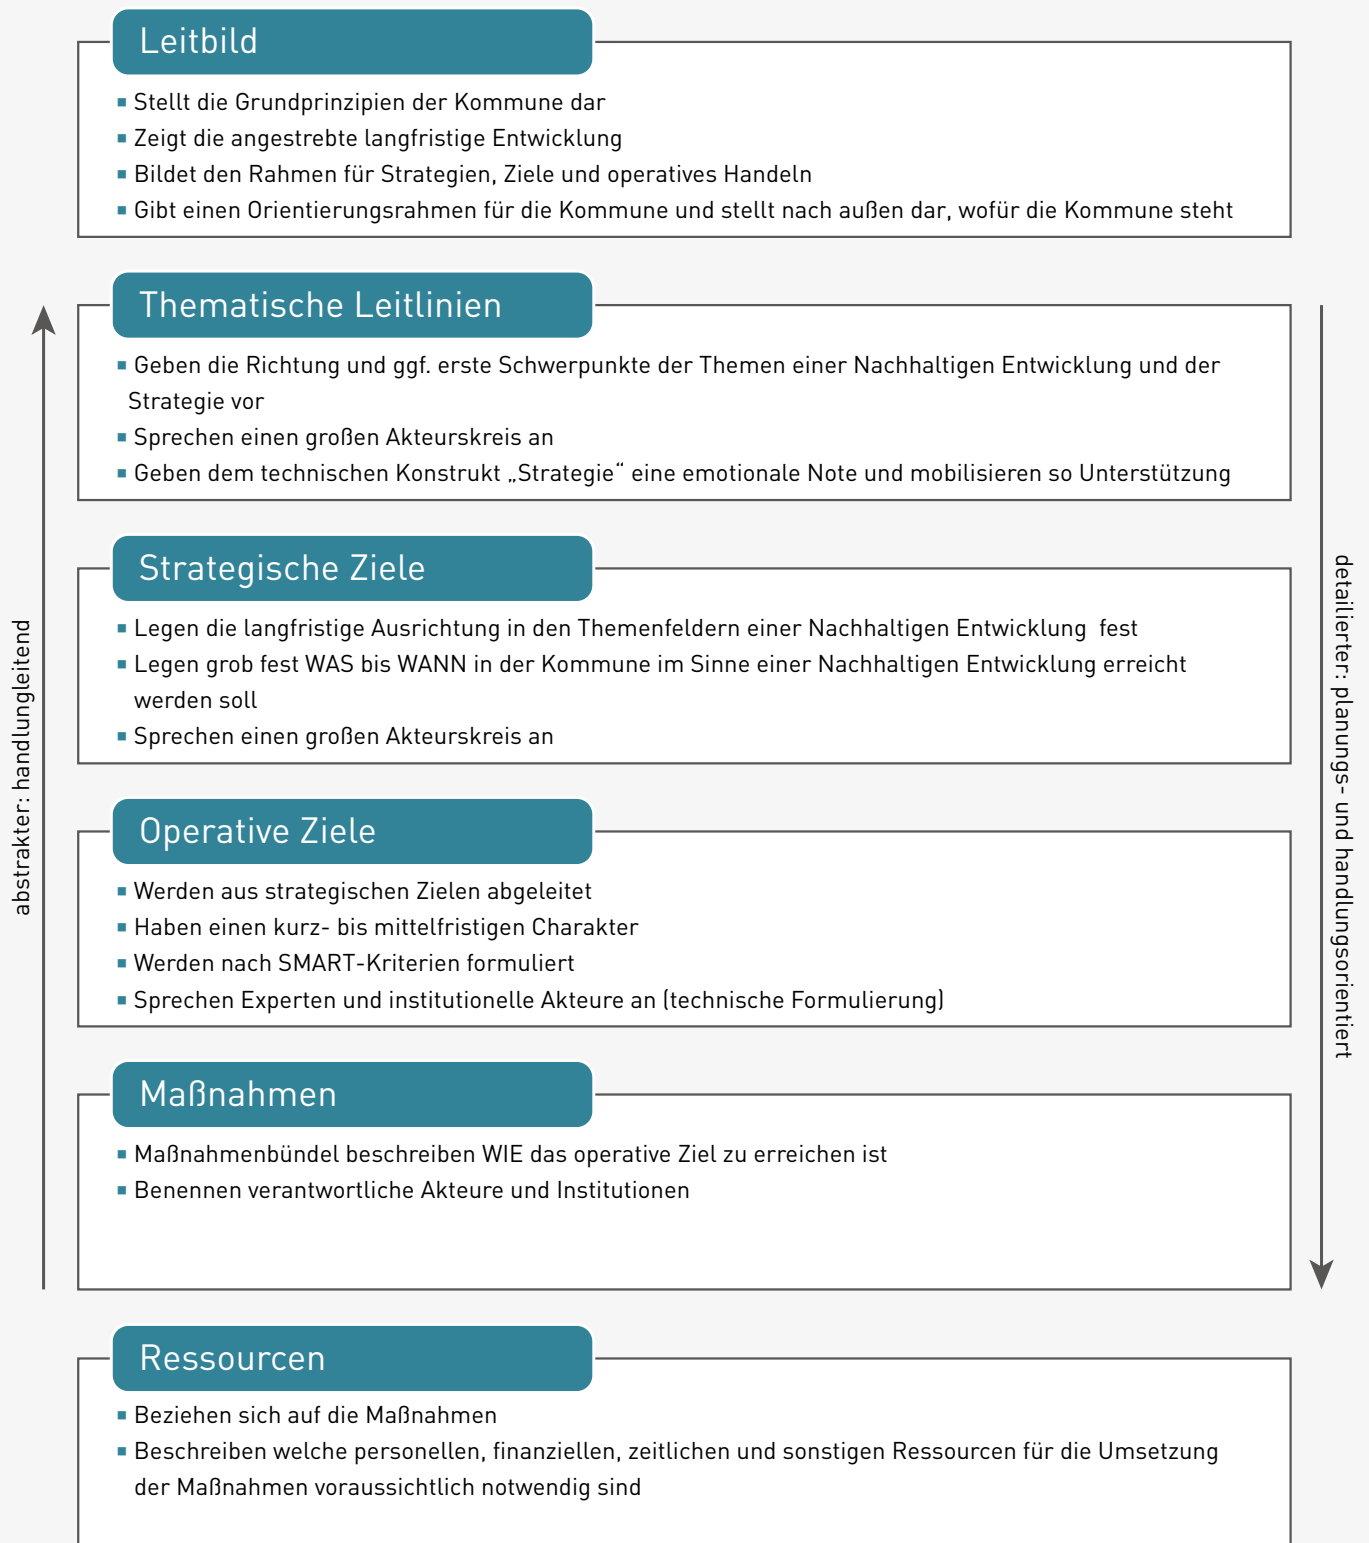 Leitbild
▪ Stellt die Grundprinzipien der Kommune dar
▪ Zeigt die angestrebte langfristige Entwicklung
▪ Bildet den Rahmen für Strategien, Ziele und operatives Handeln
▪ Gibt einen Orientierungsrahmen für die Kommune und stellt nach außen dar, wofür die Kommune steht
Thematische Leitlinien
▪ Geben die Richtung und ggf. erste Schwerpunkte der Themen einer Nachhaltigen Entwicklung und der
Strategie vor
▪ Sprechen einen großen Akteurskreis an
▪ Geben dem technischen Konstrukt „Strategie“ eine emotionale Note und mobilisieren so Unterstützung
Strategische Ziele
▪ Legen die langfristige Ausrichtung in den Themenfeldern einer Nachhaltigen Entwicklung  fest
▪ Legen grob fest WAS bis WANN in der Kommune im Sinne einer Nachhaltigen Entwicklung erreicht
werden soll
▪ Sprechen einen großen Akteurskreis an
Operative Ziele
▪ Werden aus strategischen Zielen abgeleitet
▪ Haben einen kurz- bis mittelfristigen Charakter
▪ Werden nach SMART-Kriterien formuliert
▪ Sprechen Experten und institutionelle Akteure an (technische Formulierung)
Maßnahmen
▪ Maßnahmenbündel beschreiben WIE das operative Ziel zu erreichen ist
▪ Benennen verantwortliche Akteure und Institutionen
Ressourcen
▪ Beziehen sich auf die Maßnahmen
▪ Beschreiben welche personellen, finanziellen, zeitlichen und sonstigen Ressourcen für die Umsetzung
der Maßnahmen voraussichtlich notwendig sind
abstrakter: handlungleitend
detailierter: planungs- und handlungsorientiert